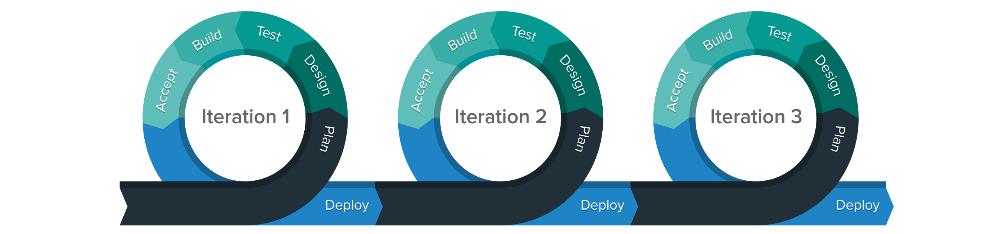 Accept
Build
Test
Design
Plan
Iteration 1
Deploy
Accept
Build
Test
Design
Plan
Iteration 2
Deploy
Accept
Build
Test
Design
Plan
Iteration 3
Deploy